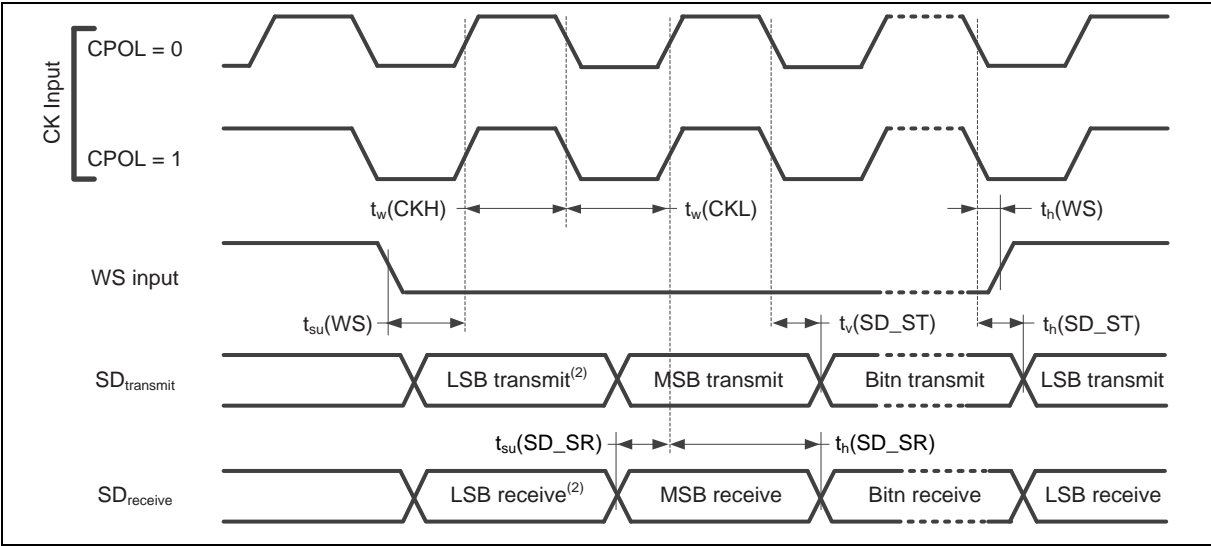 CK Input
CPOL = 0
CPOL = 1
tw(CKH)
tw(CKL)
th(WS)
WS input
tsu(WS)
tv(SD_ST)
th(SD_ST)
SDtransmit
LSB transmit(2)
MSB transmit
Bitn transmit
LSB transmit
tsu(SD_SR)
th(SD_SR)
SDreceive
LSB receive(2)
MSB receive
Bitn receive
LSB receive